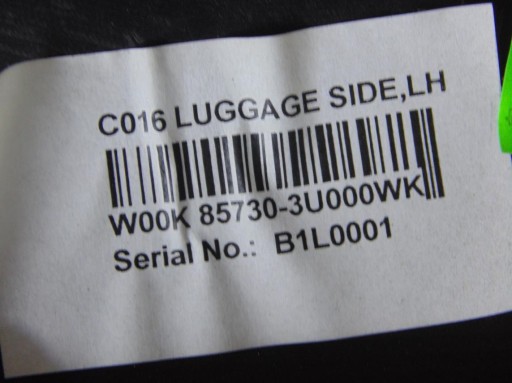 C016 LUGGAGE SIDE,LH
W00K 85730-3U000WK
Serial No.: B1L0001